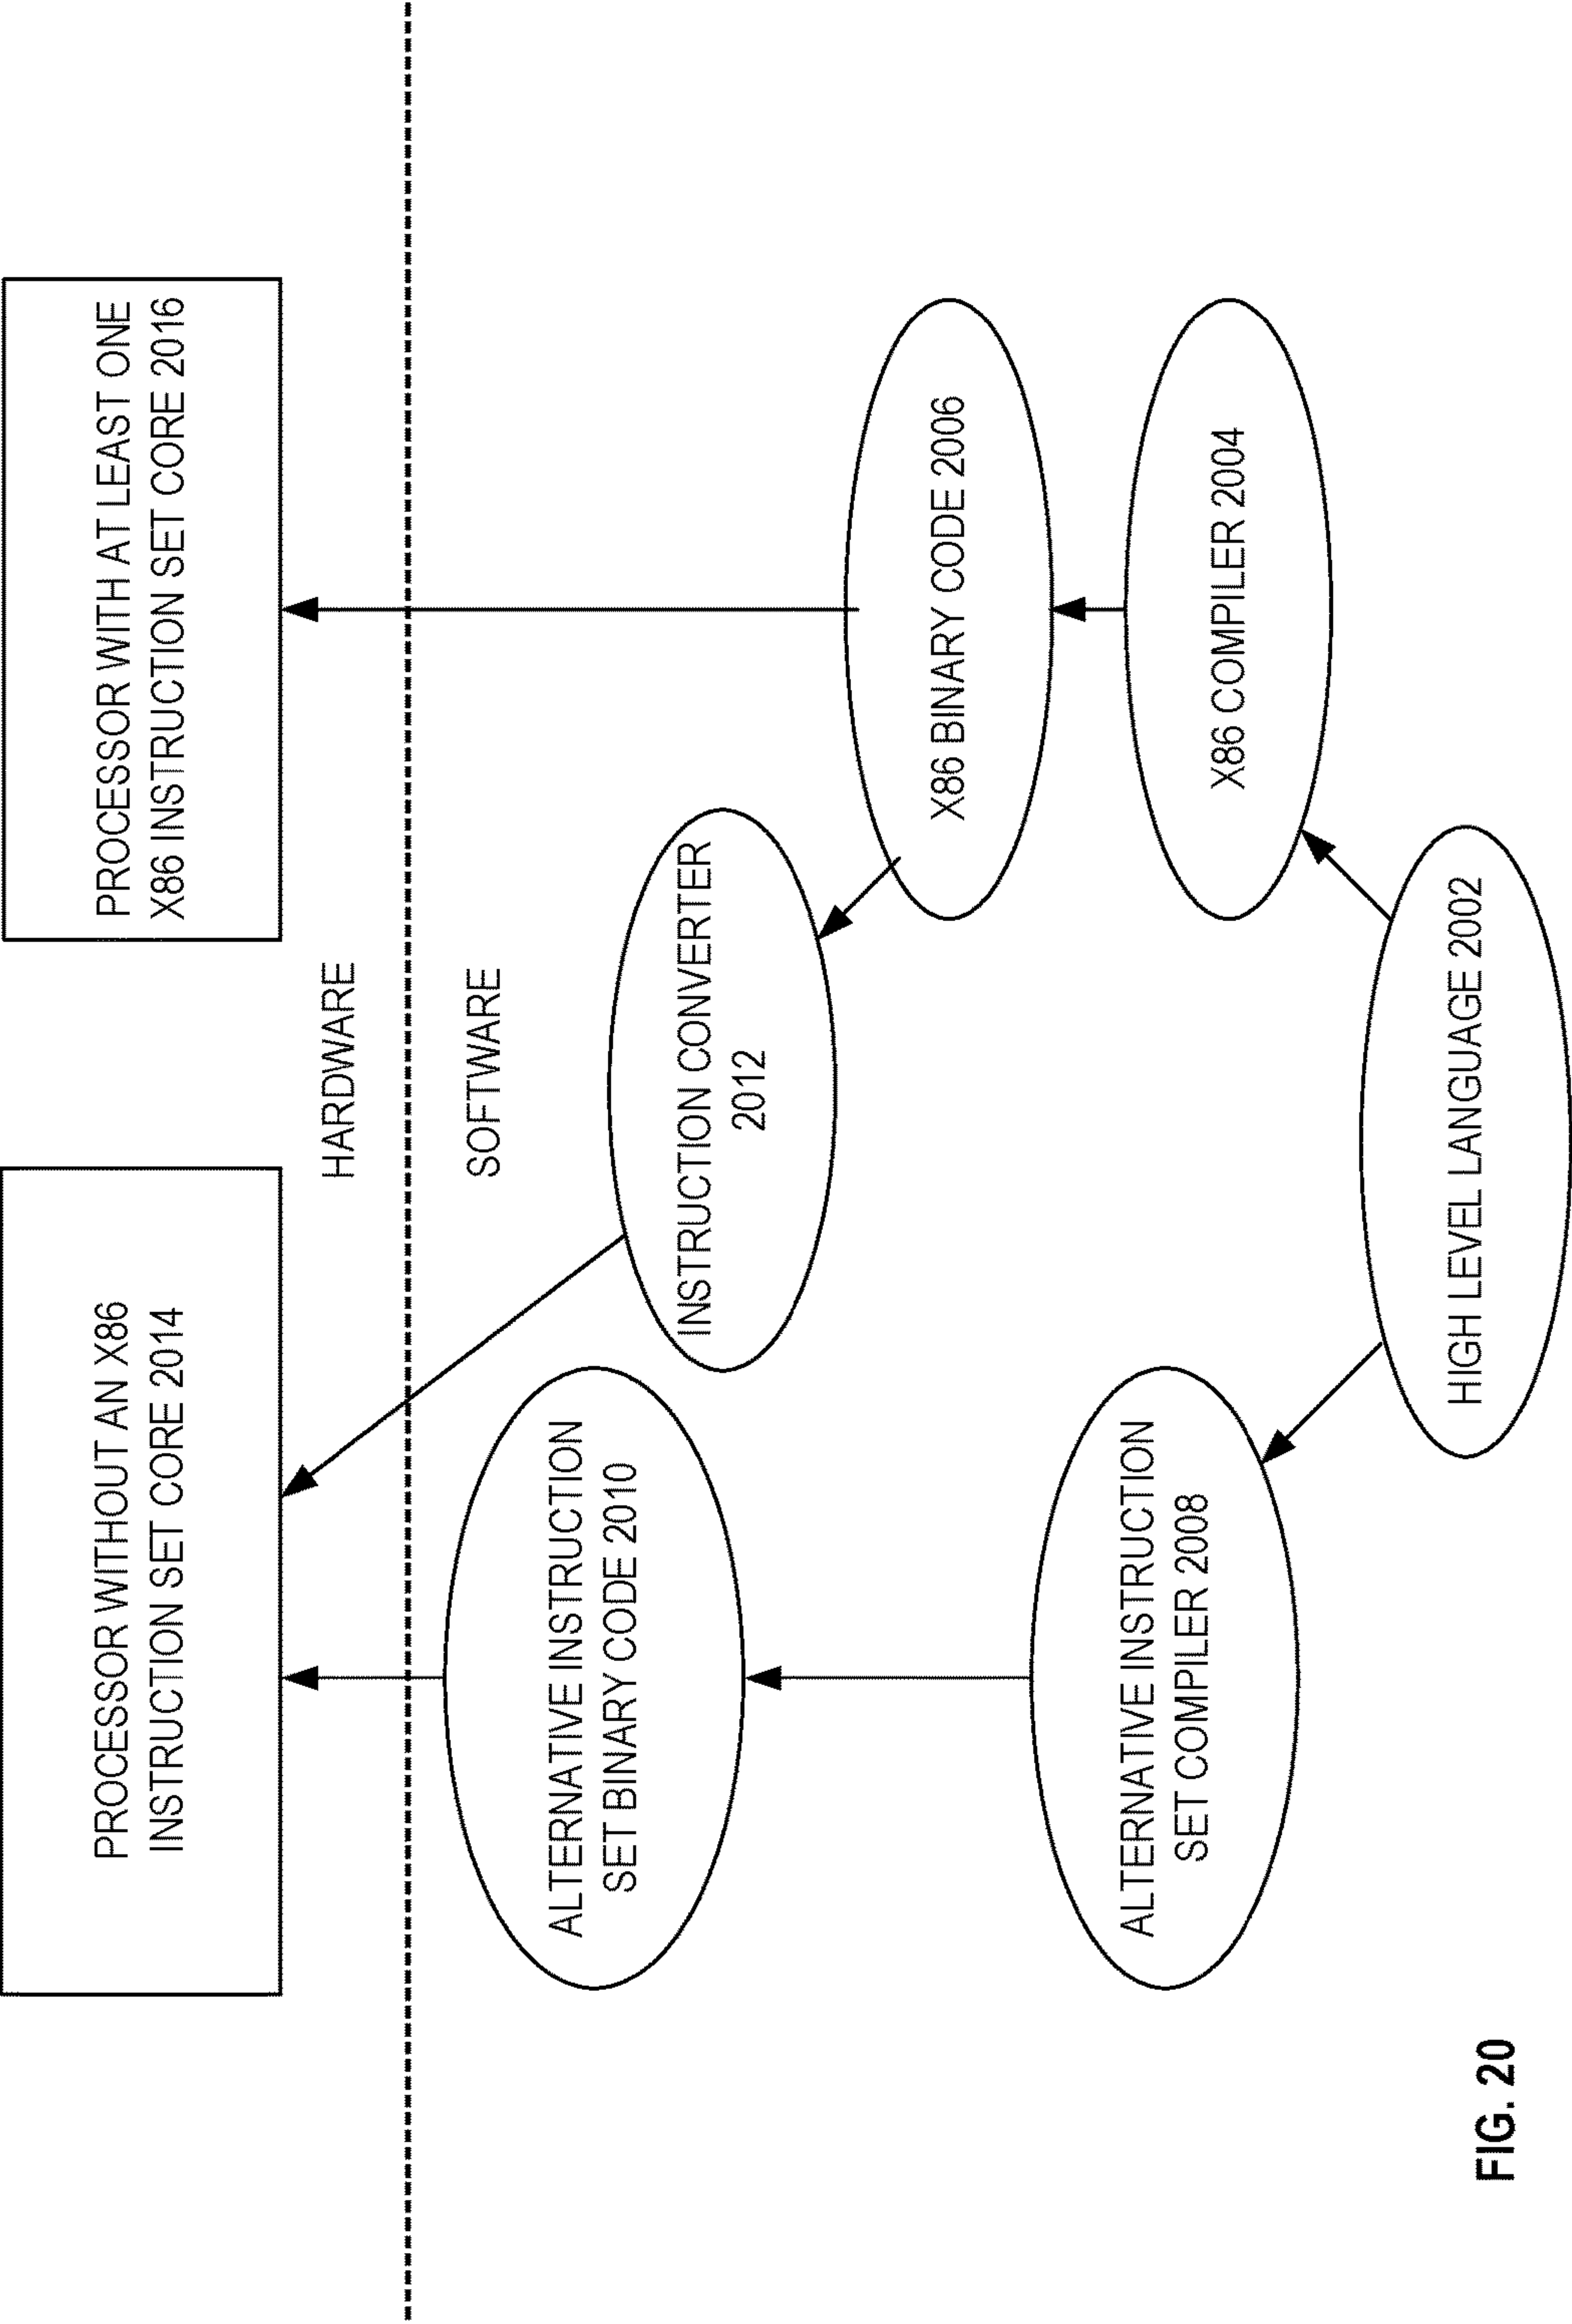 PROCESSOR WITHOUT AN X86
INSTRUCTION SET CORE 2014
PROCESSOR WITH AT LEAST ONE
X86 INSTRUCTION SET CORE 2016
HARDWARE
SOFTWARE
ALTERNATIVE INSTRUCTION
SET BINARY CODE 2010
INSTRUCTION CONVERTER
2012
X86 BINARY CODE 2006
ALTERNATIVE INSTRUCTION
SET COMPILER 2008
X86 COMPILER 2004
HIGH LEVEL LANGUAGE 2002
FIG. 20